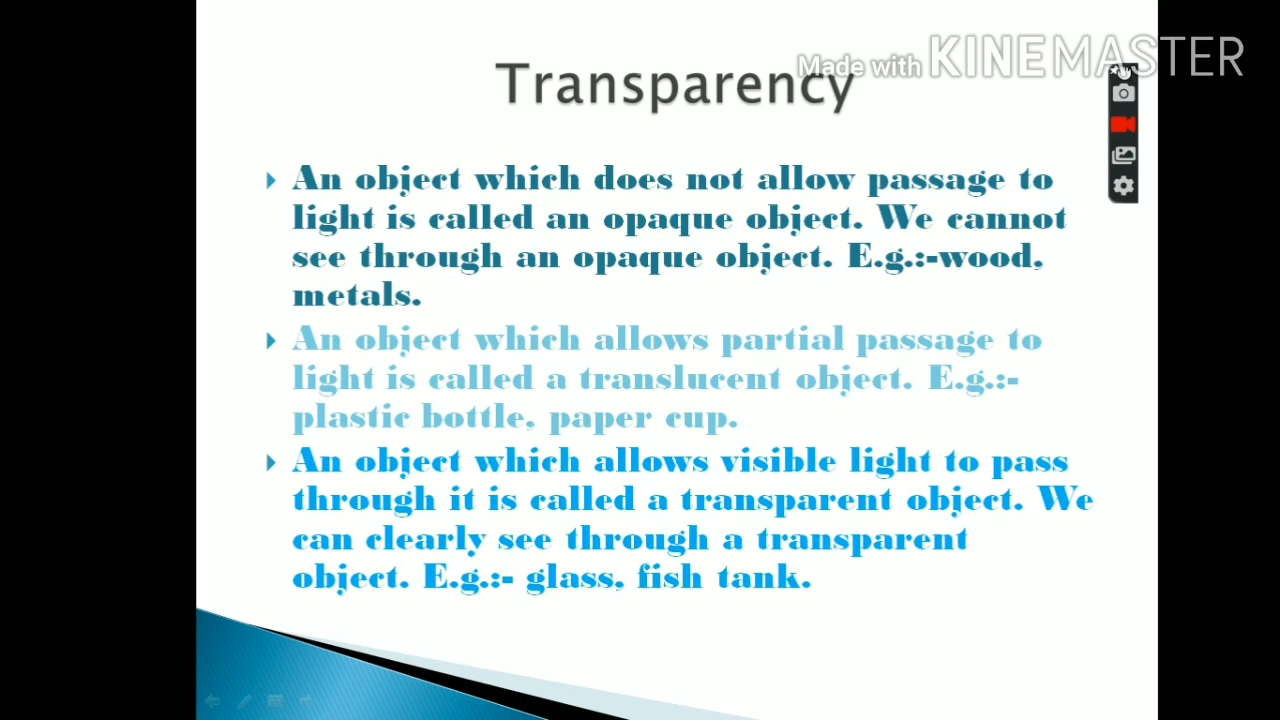 Made with KINEMASTER
Transparency
An object which does not allow passage to
light is called an opaque object. We cannot
see through an opaque object. E.g.:-wood,
metals.
An object which allows partial passage to
light is called a translucent object. E.g.:-
plastic bottle, paper cup.
An object which allows visible light to pass
through it is called a transparent object. We
can clearly see through a transparent
object. E.g.:- glass, fish tank.